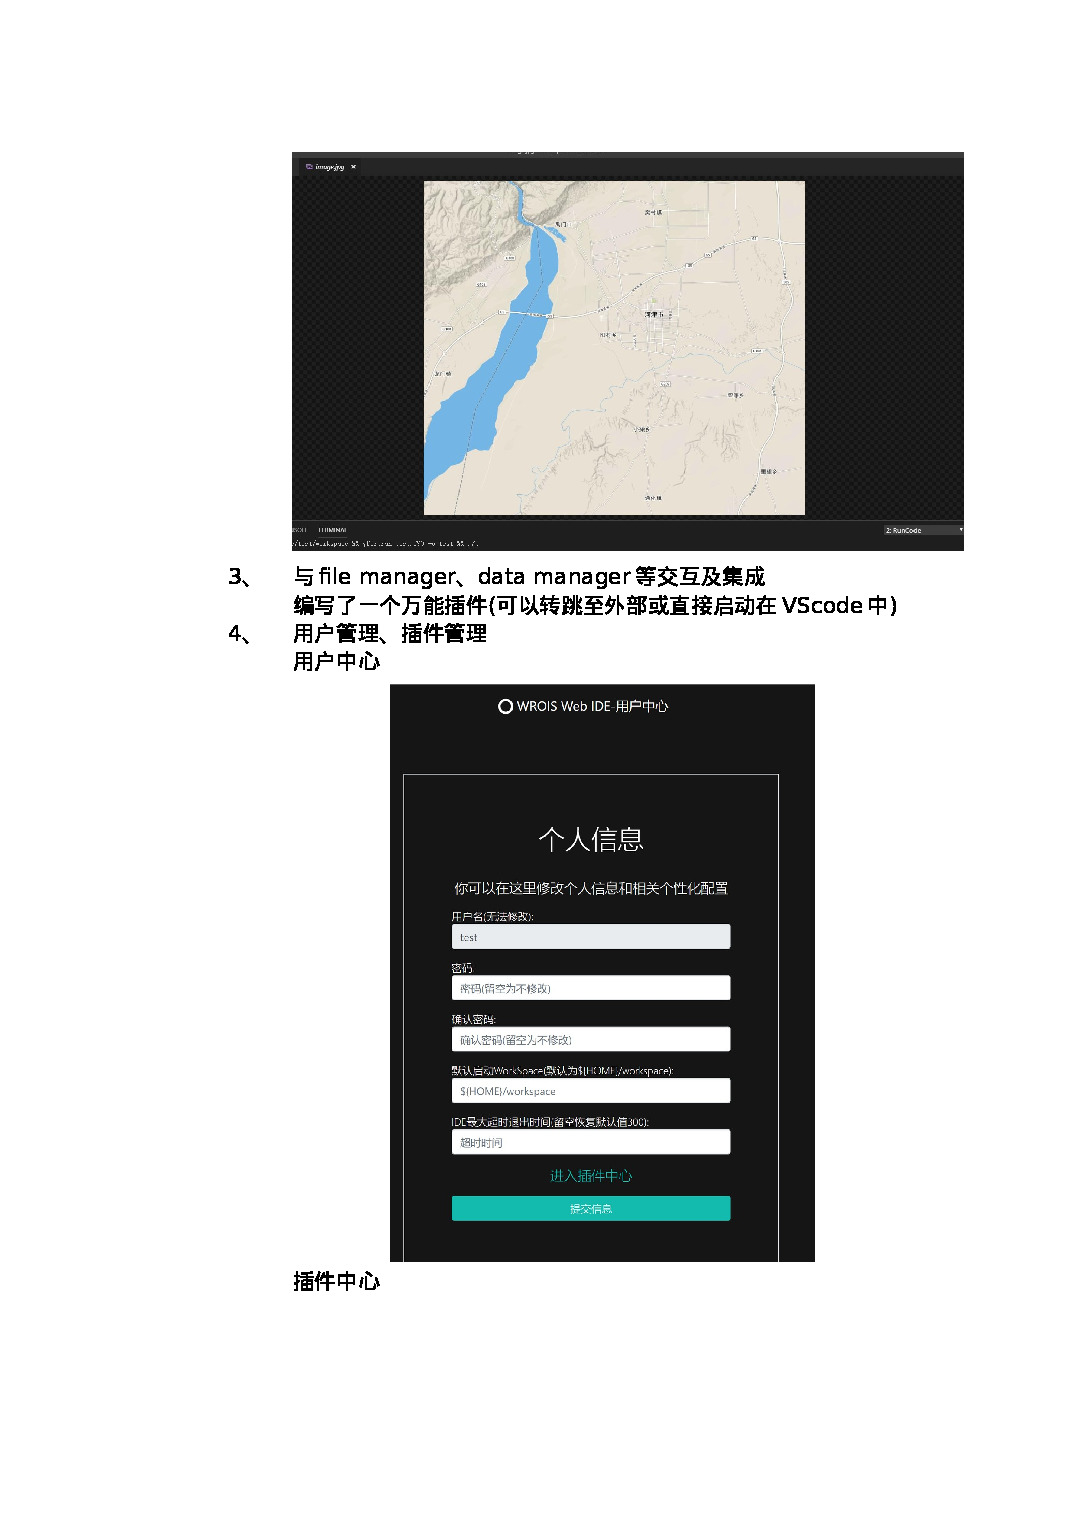 image.jpg
禹门
河津市
TERMINAL
2: RunCode
3、 与 file manager、data manager 等交互及集成
编写了一个万能插件(可以转跳至外部或直接启动在 VScode 中)
4、 用户管理、插件管理
用户中心
WROIS Web IDE-用户中心
个人信息
你可以在这里修改个人信息和相关个性化配置
用户名(无法修改):
test
密码:
密码(留空为不修改)
确认密码:
确认密码(留空为不修改)
默认启动WorkSpace(默认为${HOME}/workspace):
${HOME}/workspace
IDE最大超时退出时间(留空恢复默认值300):
超时时间
进入插件中心
提交信息
插件中心